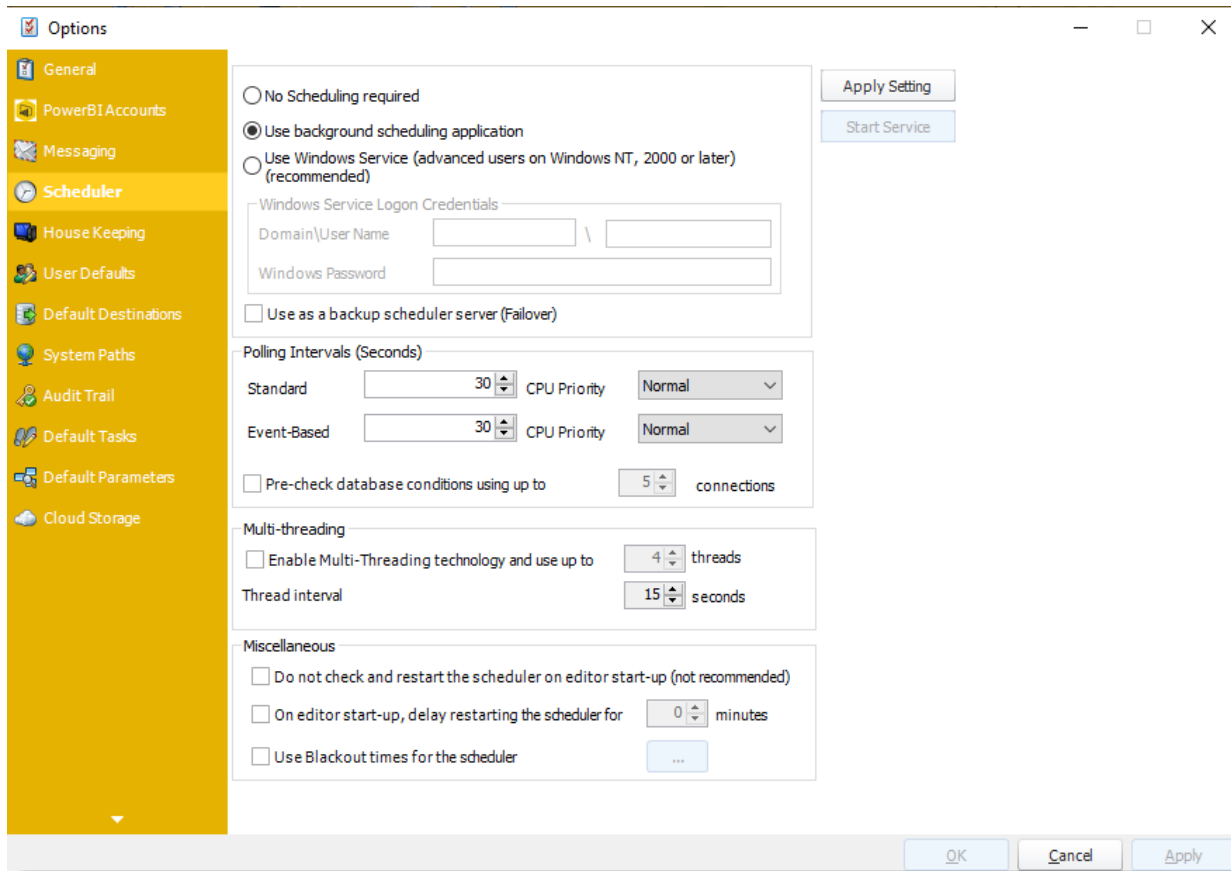 Options
General
PowerBI Accounts
Messaging
Scheduler
House Keeping
User Defaults
Default Destinations
System Paths
Audit Trail
Default Tasks
Default Parameters
Cloud Storage
No Scheduling required
Use background scheduling application
Use Windows Service (advanced users on Windows NT, 2000 or later)
(recommended)
Windows Service Logon Credentials
Domain\User Name \
Windows Password
Use as a backup scheduler server (Failover)
Apply Setting
Start Service
Polling Intervals (Seconds)
Standard 30 CPU Priority Normal
Event-Based 30 CPU Priority Normal
Pre-check database conditions using up to 5 connections
Multi-threading
Enable Multi-Threading technology and use up to 4 threads
Thread interval 15 seconds
Miscellaneous
Do not check and restart the scheduler on editor start-up (not recommended)
On editor start-up, delay restarting the scheduler for 0 minutes
Use Blackout times for the scheduler ...
OK Cancel Apply